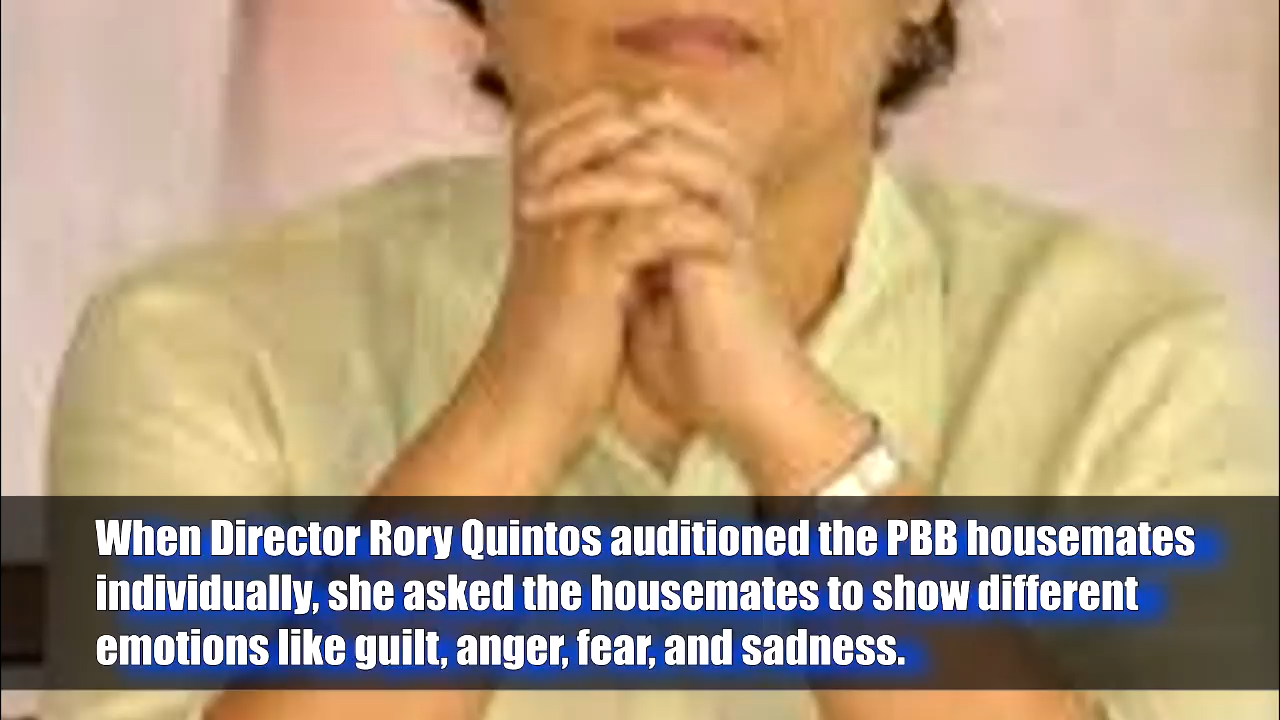 When Director Rory Quintos auditioned the PBB housemates
individually, she asked the housemates to show different
emotions like guilt, anger, fear, and sadness.